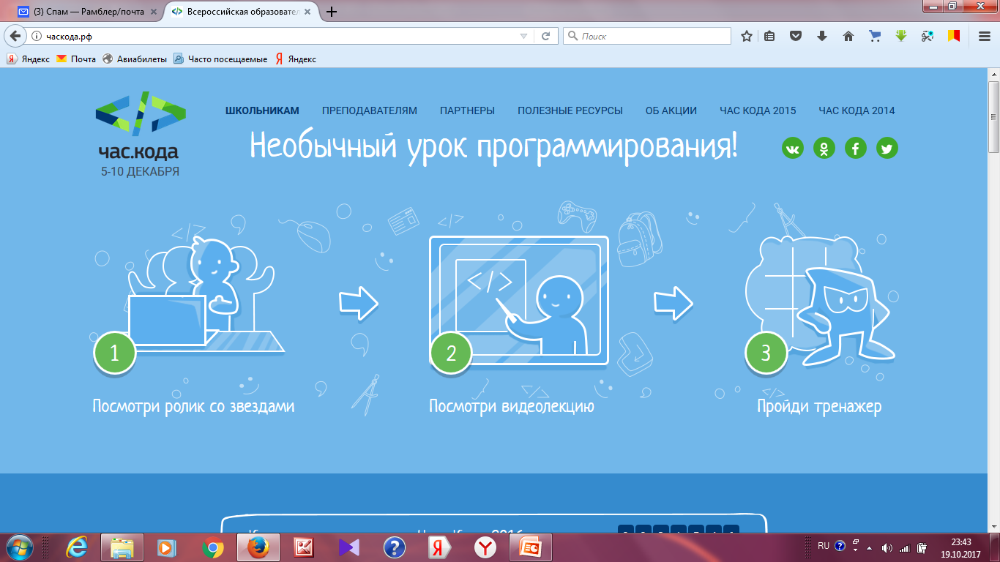 (3) Спам — Рамблер/почта
Всероссийская образовател
часкода.рф
Поиск
Яндекс Почта Авиабилеты Часто посещаемые Яндекс
</>
час.кода
5-10 ДЕКАБРЯ
ШКОЛЬНИКАМ ПРЕПОДАВАТЕЛЯМ ПАРТНЕРЫ ПОЛЕЗНЫЕ РЕСУРСЫ ОБ АКЦИИ ЧАС КОДА 2015 ЧАС КОДА 2014
Необычный урок программирования!
</>
1
2
3
Посмотри ролик со звездами
Посмотри видеолекцию
Пройди тренажер
RU
23:43
19.10.2017